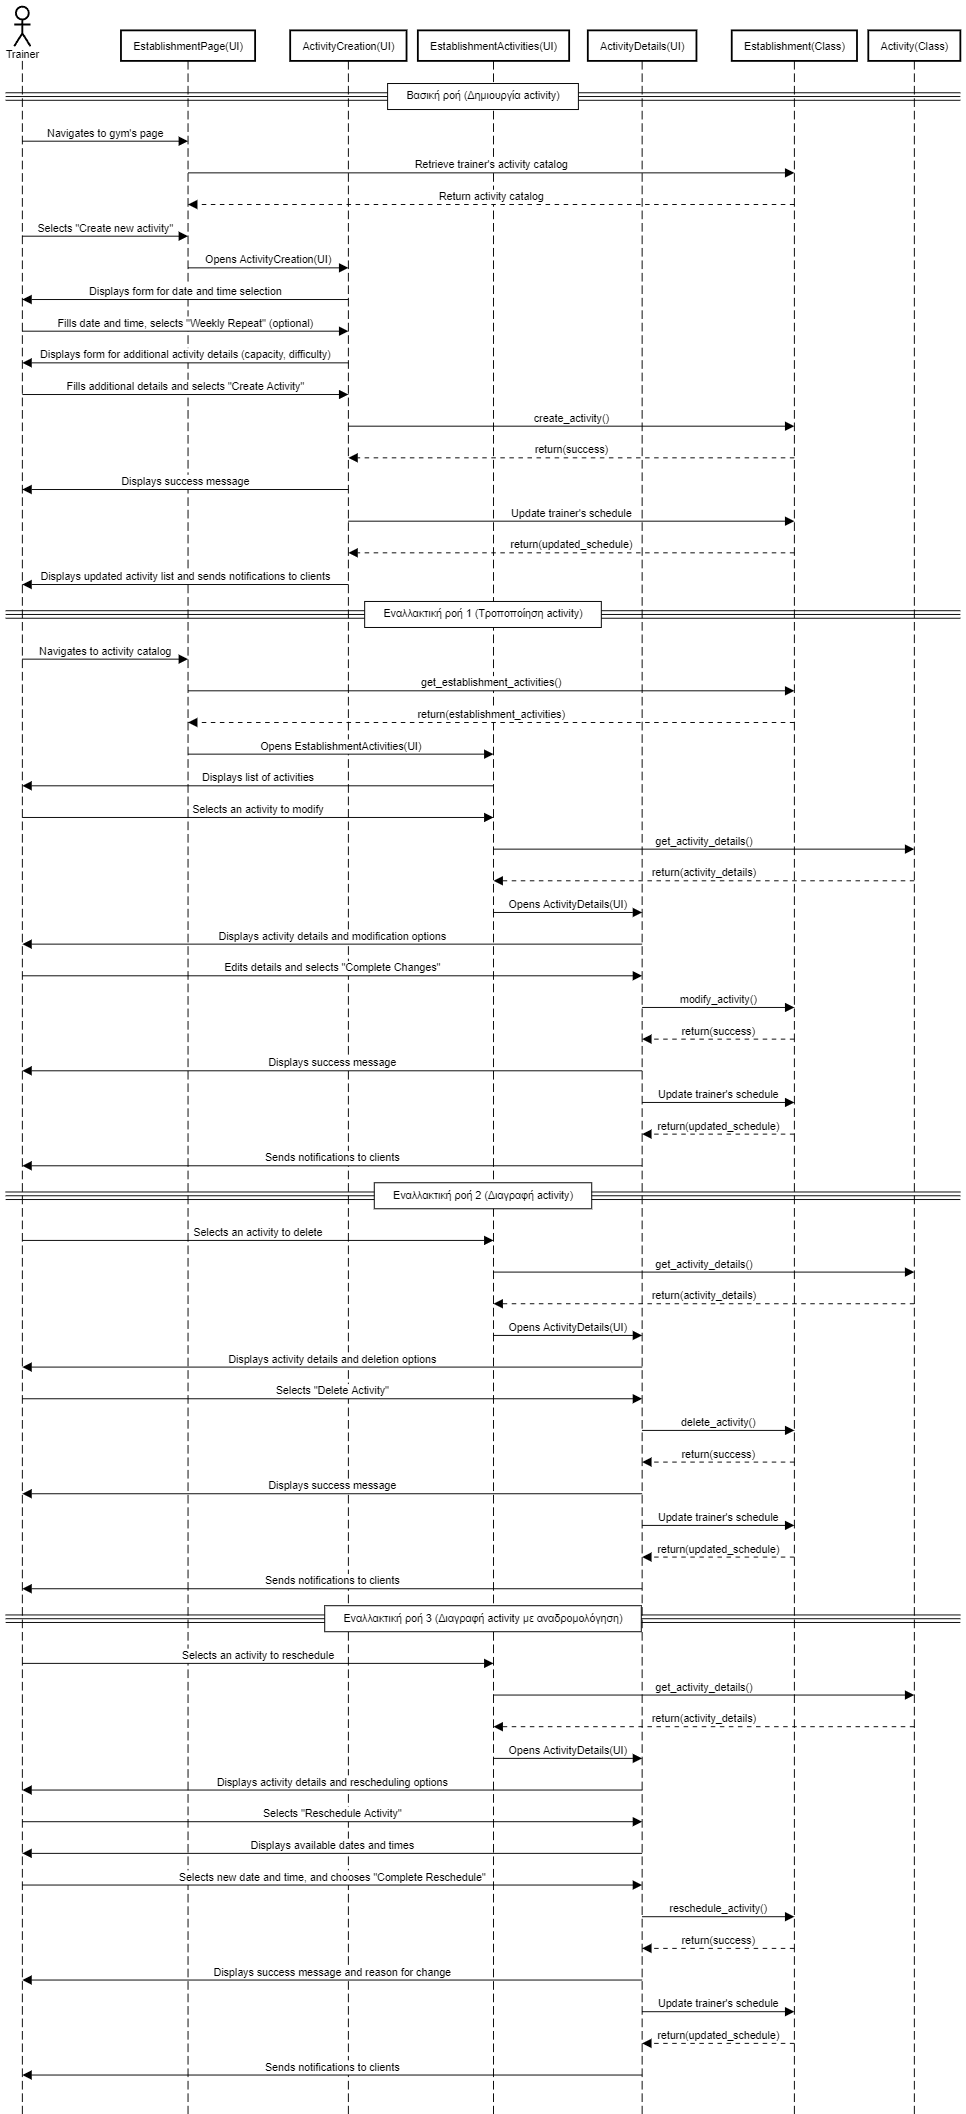 Trainer
EstablishmentPage(UI)
ActivityCreation(UI)
EstablishmentActivities(UI)
ActivityDetails(UI)
Establishment(Class)
Activity(Class)
Βασική ροή (Δημιουργία activity)
Navigates to gym's page
Retrieve trainer's activity catalog
Return activity catalog
Selects "Create new activity"
Opens ActivityCreation(UI)
Displays form for date and time selection
Fills date and time, selects "Weekly Repeat" (optional)
Displays form for additional activity details (capacity, difficulty)
Fills additional details and selects "Create Activity"
create_activity()
return(success)
Displays success message
Update trainer's schedule
return(updated_schedule)
Displays updated activity list and sends notifications to clients
Εναλλακτική ροή 1 (Τροποποίηση activity)
Navigates to activity catalog
get_establishment_activities()
return(establishment_activities)
Opens EstablishmentActivities(UI)
Displays list of activities
Selects an activity to modify
get_activity_details()
return(activity_details)
Opens ActivityDetails(UI)
Displays activity details and modification options
Edits details and selects "Complete Changes"
modify_activity()
return(success)
Displays success message
Update trainer's schedule
return(updated_schedule)
Sends notifications to clients
Εναλλακτική ροή 2 (Διαγραφή activity)
Selects an activity to delete
get_activity_details()
return(activity_details)
Opens ActivityDetails(UI)
Displays activity details and deletion options
Selects "Delete Activity"
delete_activity()
return(success)
Displays success message
Update trainer's schedule
return(updated_schedule)
Sends notifications to clients
Εναλλακτική ροή 3 (Διαγραφή activity με αναδρομολόγηση)
Selects an activity to reschedule
get_activity_details()
return(activity_details)
Opens ActivityDetails(UI)
Displays activity details and rescheduling options
Selects "Reschedule Activity"
Displays available dates and times
Selects new date and time, and chooses "Complete Reschedule"
reschedule_activity()
return(success)
Displays success message and reason for change
Update trainer's schedule
return(updated_schedule)
Sends notifications to clients